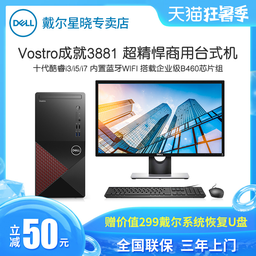 DELL 戴尔星晓专卖店 天猫狂暑季
Vostro成就3881 超精悍商用台式机
十代酷睿i3/i5/i7 内置蓝牙WIFI 搭载企业级B460芯片组
DELL
赠价值299戴尔系统恢复U盘
立减50元
全国联保 三年上门